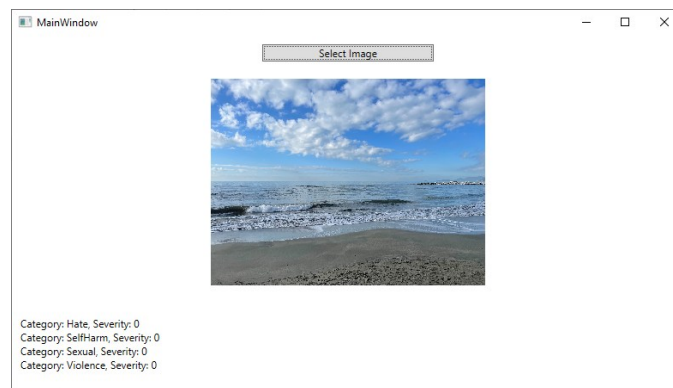 MainWindow
Select Image
Category: Hate, Severity: 0
Category: SelfHarm, Severity: 0
Category: Sexual, Severity: 0
Category: Violence, Severity: 0